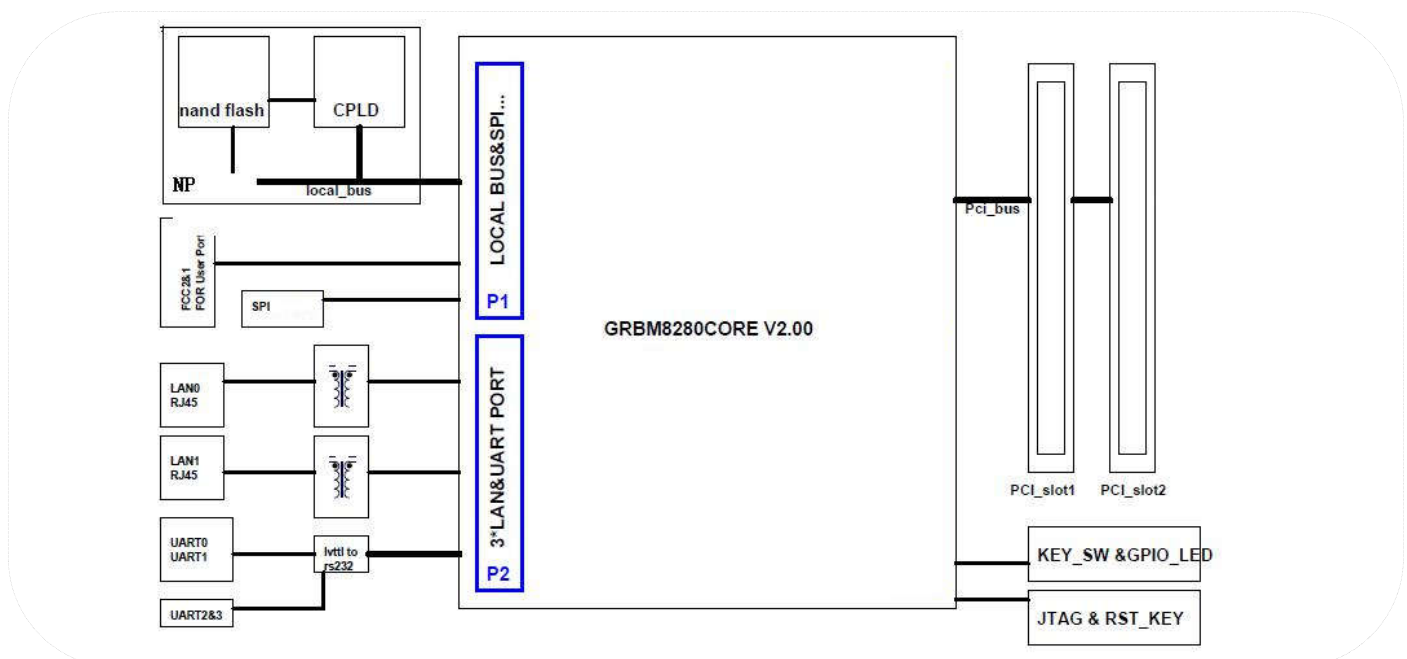 nand flash
CPLD
NP
local_bus
LOCAL BUS&SPI...
P1
FCC2&1
FOR User Port
SPI
GRBM8280CORE V2.00
Pci_bus
PCI_slot1
PCI_slot2
LAN0
RJ45
LAN1
RJ45
3*LAN&UART PORT
P2
UART0
UART1
lvttl to
rs232
UART2&3
KEY_SW &GPIO_LED
JTAG & RST_KEY